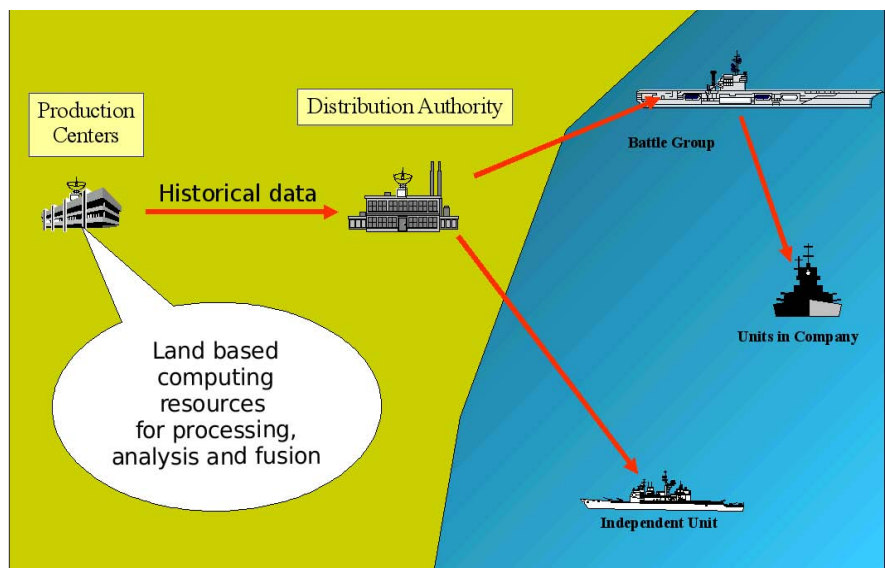 Production
Centers
Distribution Authority
Battle Group
Historical data
Units in Company
Land based
computing
resources
for processing,
analysis and fusion
Independent Unit